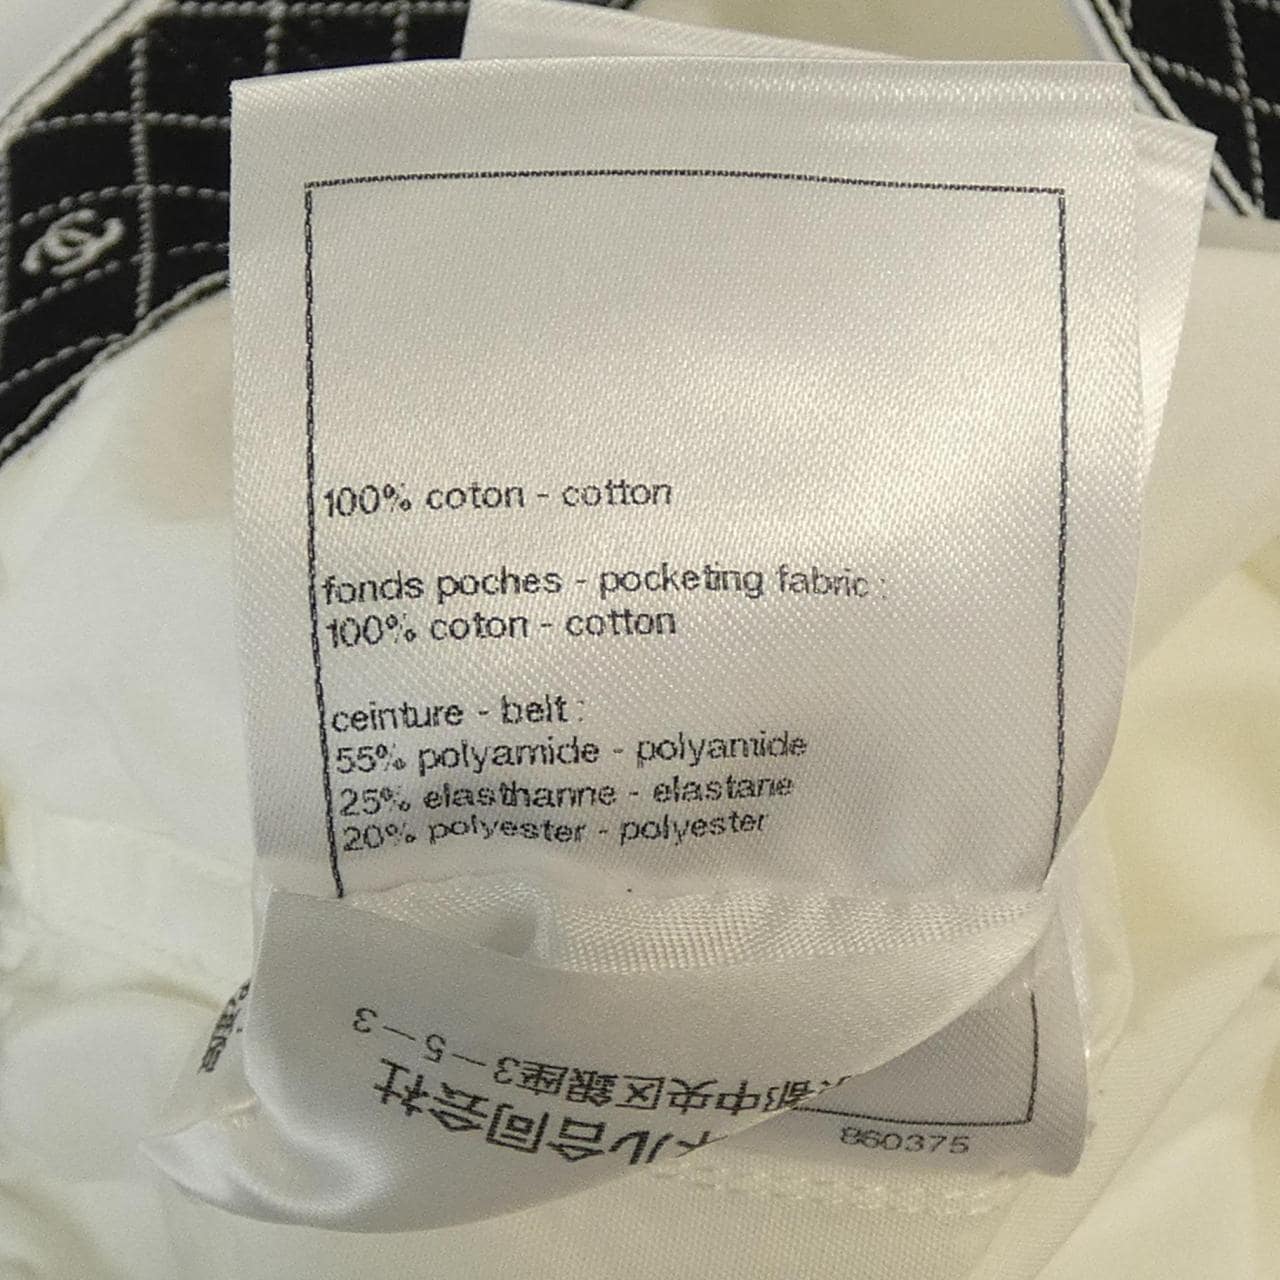 100% coton - cotton
fonds poches - pocketing fabric :
100% coton - cotton
ceinture - belt :
55% polyamide - polyamide
25% elasthanne - elastane
20% polyester - polyester
ル合同会社
都中央区銀座3-5-3
860375